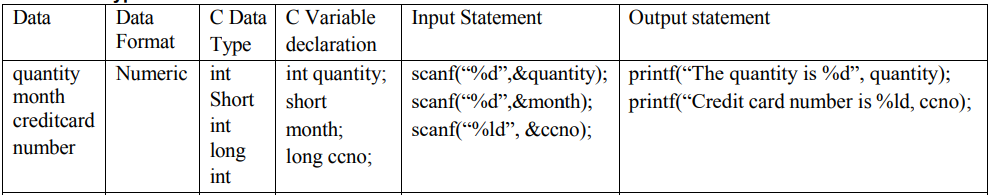 Data
Data
Format
C Data
Type
C Variable
declaration
Input Statement
Output statement
quantity
month
creditcard
number
Numeric
int
Short
int
long
int
int quantity;
short
month;
long ccno;
scanf(“%d”,&quantity);
scanf(“%d”,&month);
scanf(“%ld”, &ccno);
printf(“The quantity is %d”, quantity);
printf(“Credit card number is %ld, ccno);